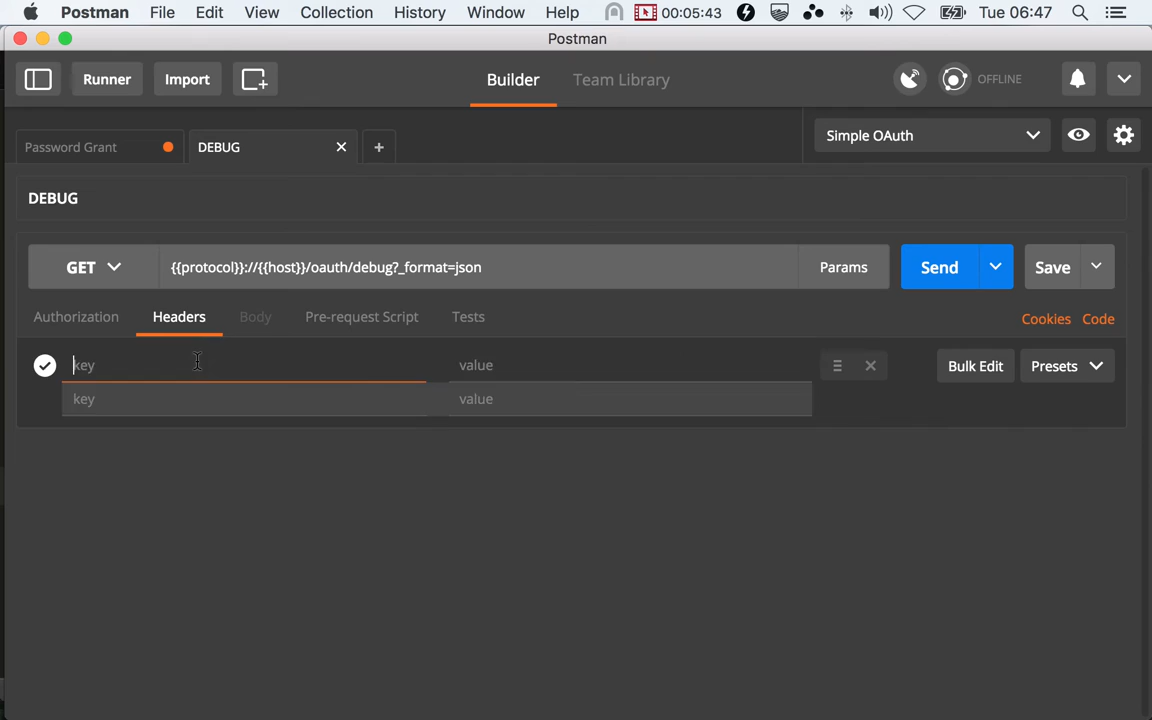 Postman File Edit View Collection History Window Help 00:05:43 Tue 06:47
Postman
Runner Import Builder Team Library OFFLINE
Password Grant DEBUG Simple OAuth
DEBUG
GET {{protocol}}://{{host}}/oauth/debug?_format=json Params Send Save
Authorization Headers Body Pre-request Script Tests Cookies Code
key value Bulk Edit Presets
key value